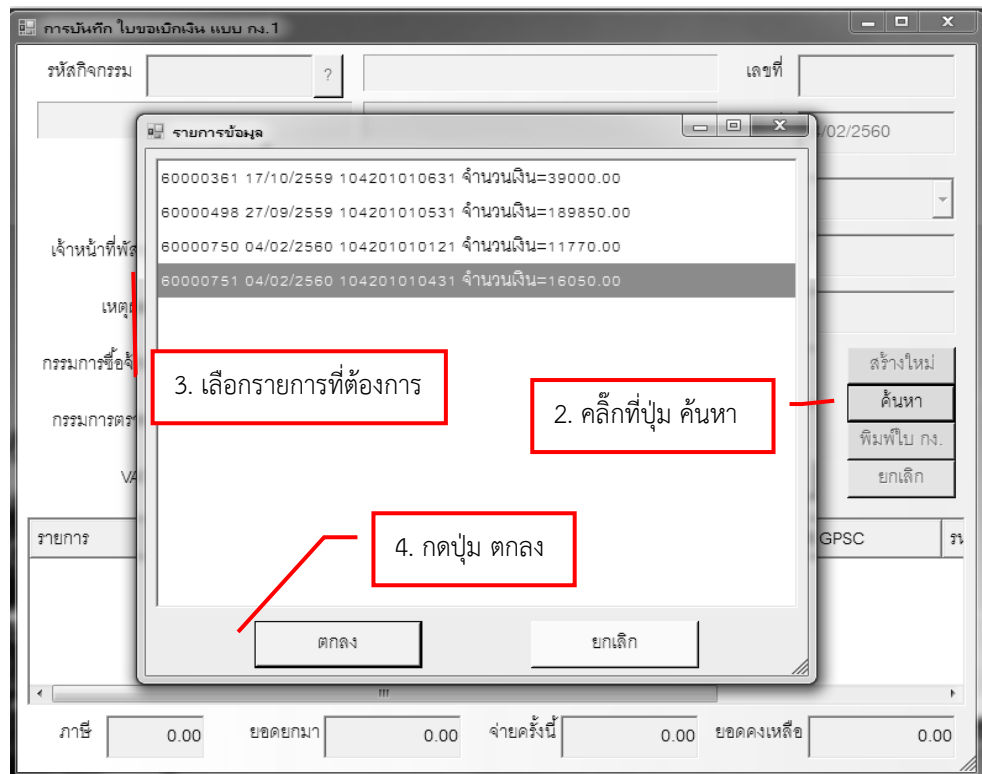 การบันทึก ใบขอเบิกเงิน แบบ กง.1
รหัสกิจกรรม
?
เลขที่
รายการข้อมูล
/02/2560
60000361 17/10/2559 104201010631 จำนวนเงิน=39000.00
60000498 27/09/2559 104201010531 จำนวนเงิน=189850.00
60000750 04/02/2560 104201010121 จำนวนเงิน=11770.00
60000751 04/02/2560 104201010431 จำนวนเงิน=16050.00
เจ้าหน้าที่พัส
เหตุ
กรรมการซื้อจ้
กรรมการตร
VA
3. เลือกรายการที่ต้องการ
2. คลิ๊กที่ปุ่ม ค้นหา
สร้างใหม่
ค้นหา
พิมพ์ใบ กง.
ยกเลิก
4. กดปุ่ม ตกลง
รายการ
GPSC
รห
ตกลง
ยกเลิก
ภาษี 0.00 ยอดยกมา 0.00 จ่ายครั้งนี้ 0.00 ยอดคงเหลือ 0.00